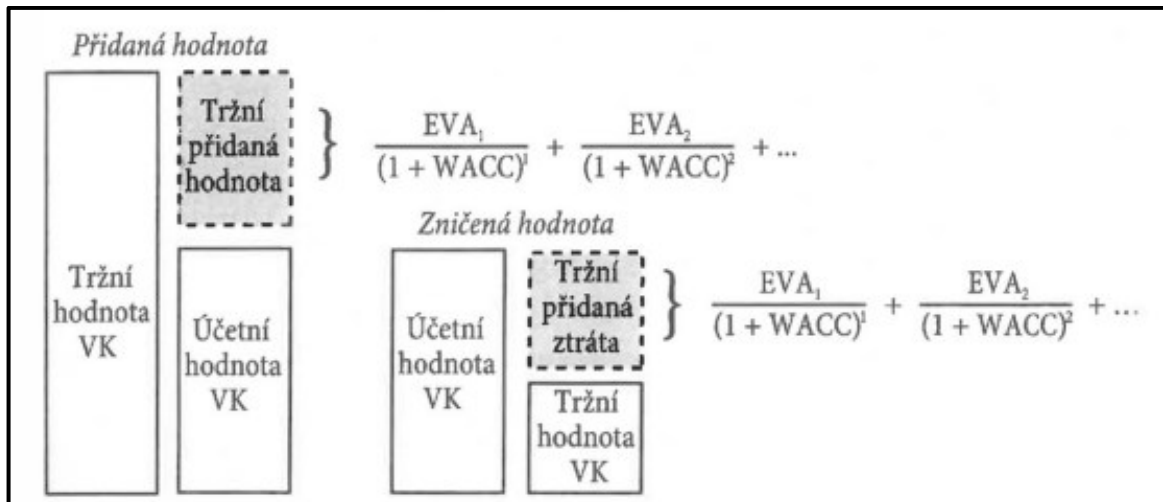 Přidaná hodnota
Tržní
přidaná
hodnota
}
EVA₁
(1 + WACC)¹
+
EVA₂
(1 + WACC)²
+ ...
Tržní
hodnota
VK
Účetní
hodnota
VK
Zničená hodnota
Účetní
hodnota
VK
Tržní
přidaná
ztráta
}
EVA₁
(1 + WACC)¹
+
EVA₂
(1 + WACC)²
+ ...
Tržní
hodnota
VK